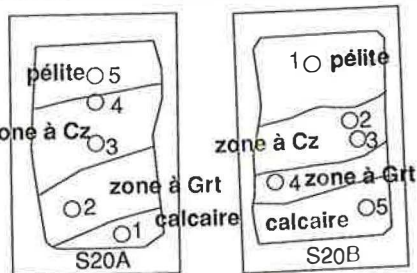 pélite 5
4
zone à Cz 3
zone à Grt
2
calcaire 1
S20A
1 pélite
2
zone à Cz 3
4 zone à Grt
calcaire 5
S20B